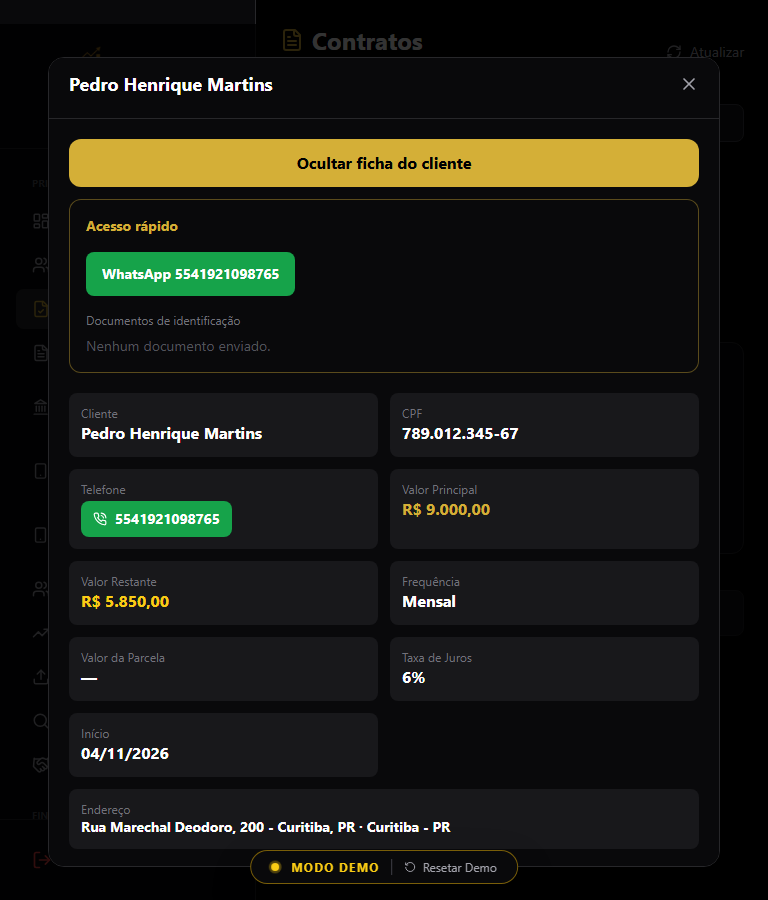 Contratos
Atualizar
Pedro Henrique Martins
Ocultar ficha do cliente
Acesso rápido
WhatsApp 5541921098765
Documentos de identificação
Nenhum documento enviado.
Cliente
Pedro Henrique Martins
CPF
789.012.345-67
Telefone
5541921098765
Valor Principal
R$ 9.000,00
Valor Restante
R$ 5.850,00
Frequência
Mensal
Valor da Parcela
—
Taxa de Juros
6%
Início
04/11/2026
Endereço
Rua Marechal Deodoro, 200 - Curitiba, PR · Curitiba - PR
MODO DEMO
Resetar Demo